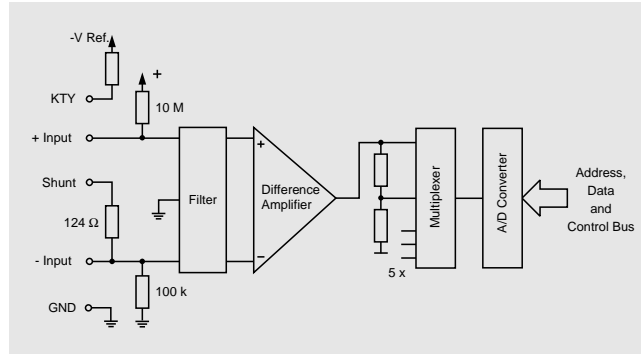 -V Ref.
+
KTY
10 M
+ Input
Shunt
124 Ω
- Input
100 k
GND
Filter
+
Difference
Amplifier
−
Multiplexer
5 x
A/D Converter
Address,
Data
and
Control Bus